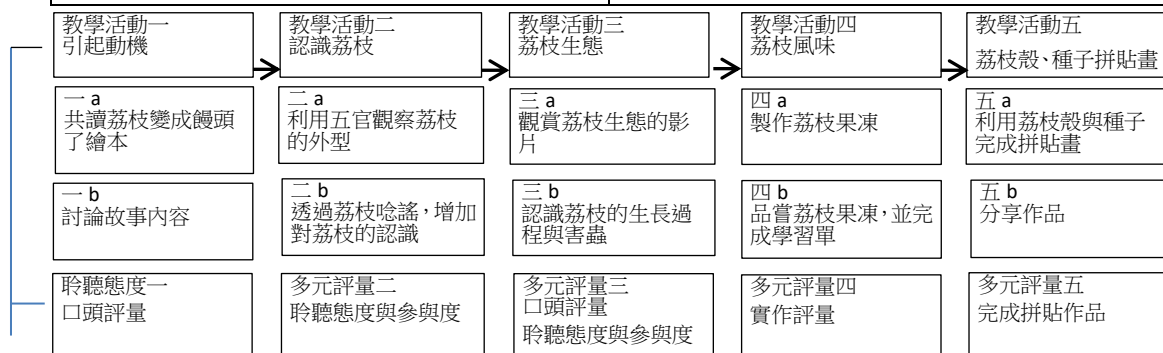 教學活動一
引起動機
教學活動二
認識荔枝
教學活動三
荔枝生態
教學活動四
荔枝風味
教學活動五
荔枝殼、種子拼貼畫
一 a
共讀荔枝變成饅頭
了繪本
二 a
利用五官觀察荔枝
的外型
三 a
觀賞荔枝生態的影
片
四 a
製作荔枝果凍
五 a
利用荔枝殼與種子
完成拼貼畫
一 b
討論故事內容
二 b
透過荔枝唸謠，增加
對荔枝的認識
三 b
認識荔枝的生長過
程與害蟲
四 b
品嘗荔枝果凍，並完
成學習單
五 b
分享作品
聆聽態度一
口頭評量
多元評量二
聆聽態度與參與度
多元評量三
口頭評量
聆聽態度與參與度
多元評量四
實作評量
多元評量五
完成拼貼作品